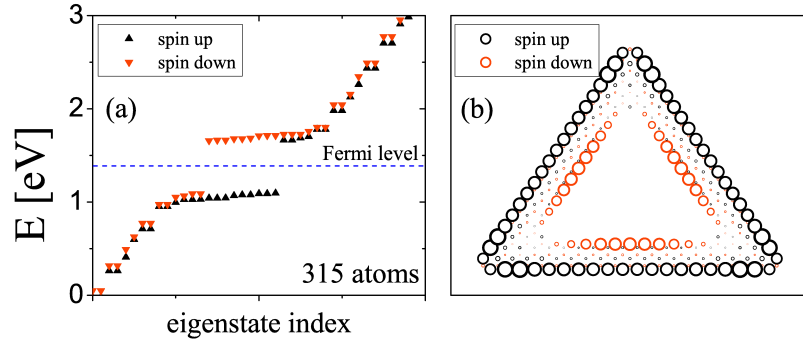 3
2
1
0
E [eV]
spin up
spin down
(a)
Fermi level
315 atoms
eigenstate index
spin up
spin down
(b)